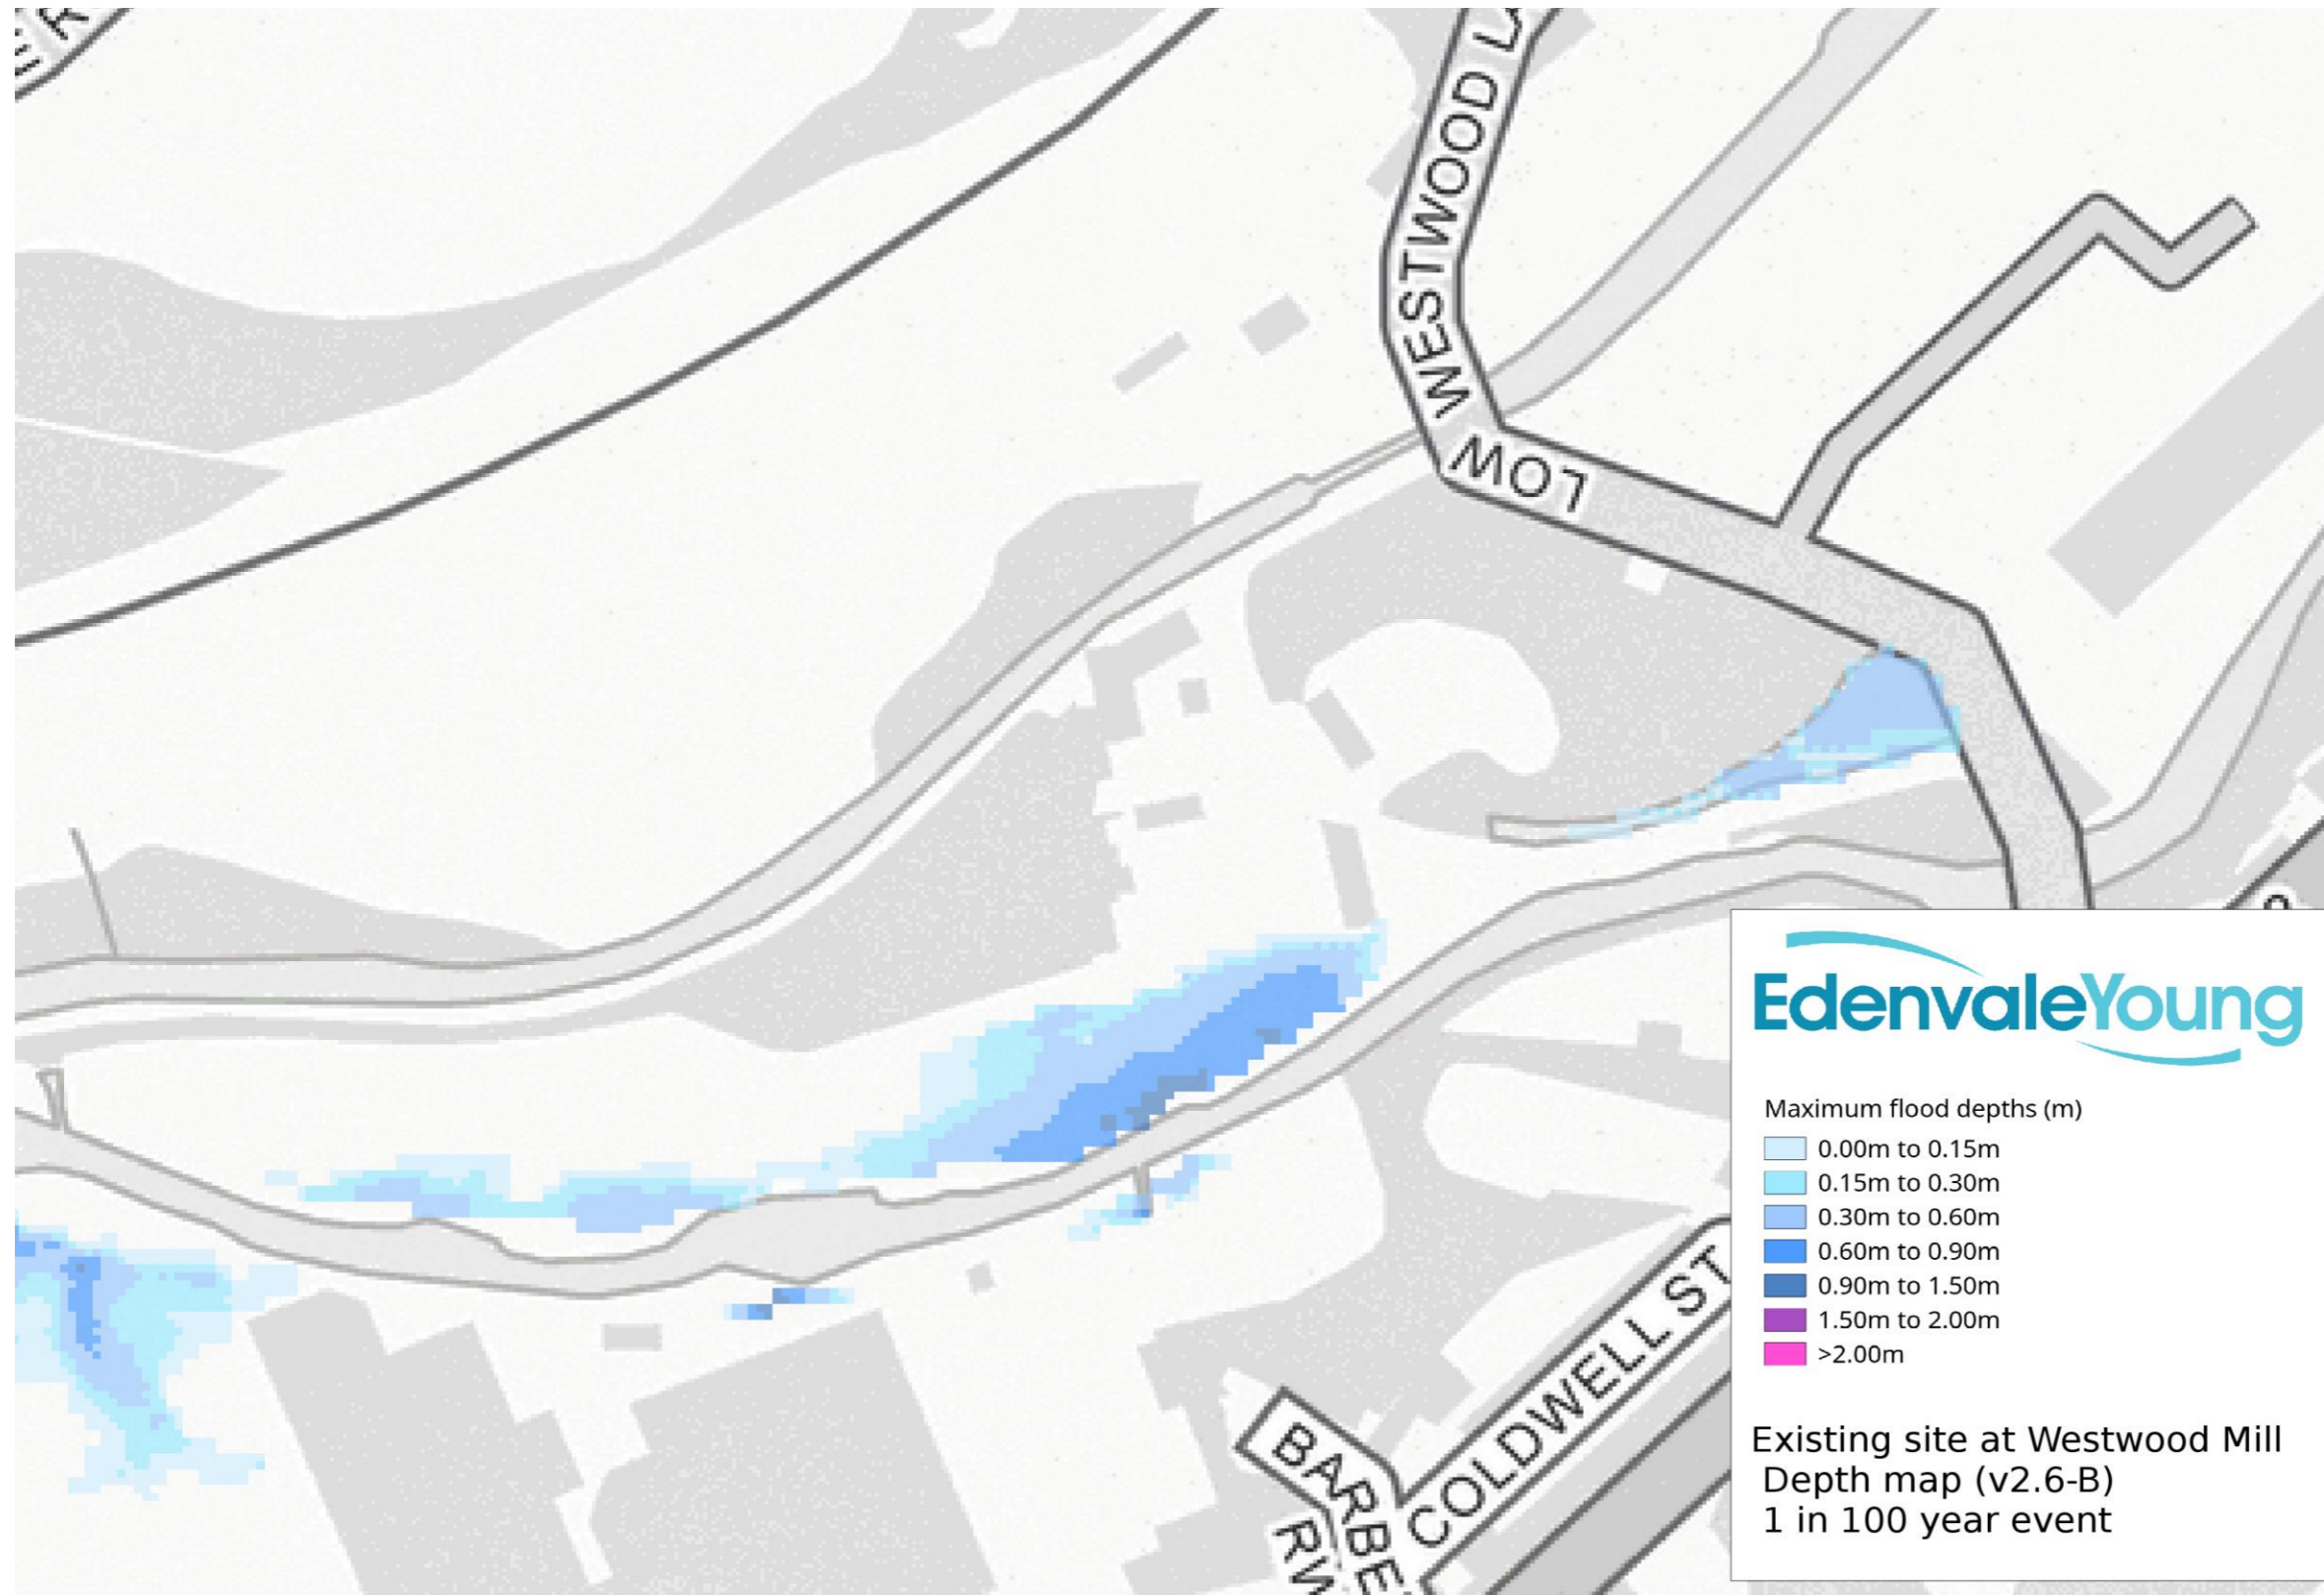 ER
WESTWOOD LA
LOW
EdenvaleYoung
Maximum flood depths (m)
0.00m to 0.15m
0.15m to 0.30m
0.30m to 0.60m
0.60m to 0.90m
0.90m to 1.50m
1.50m to 2.00m
>2.00m
COLDWELL ST
BARBE
RW
Existing site at Westwood Mill
Depth map (v2.6-B)
1 in 100 year event